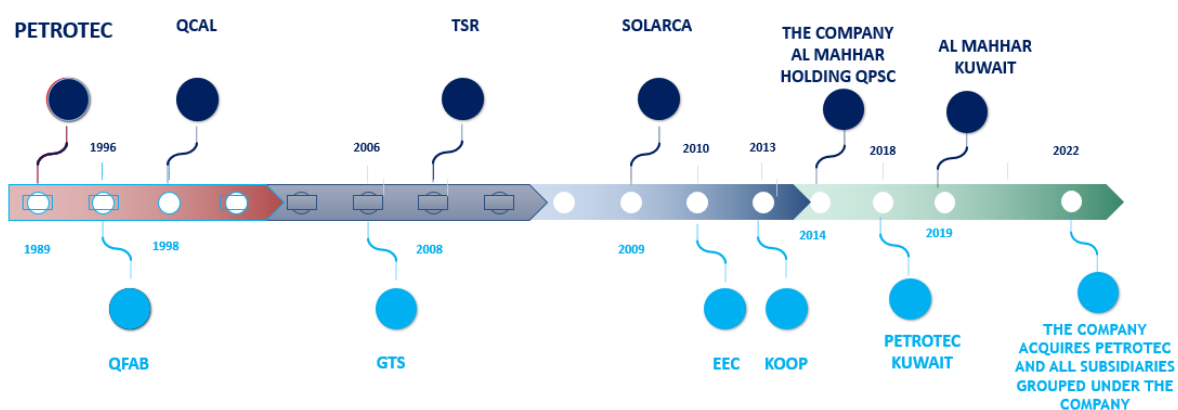 PETROTEC
QCAL
TSR
SOLARCA
THE COMPANY
AL MAHHAR
HOLDING QPSC
AL MAHHAR
KUWAIT
1996
2006
2010
2013
2018
2022
1989
1998
2008
2009
2014
2019
QFAB
GTS
EEC
KOOP
PETROTEC
KUWAIT
THE COMPANY
ACQUIRES PETROTEC
AND ALL SUBSIDIARIES
GROUPED UNDER THE
COMPANY